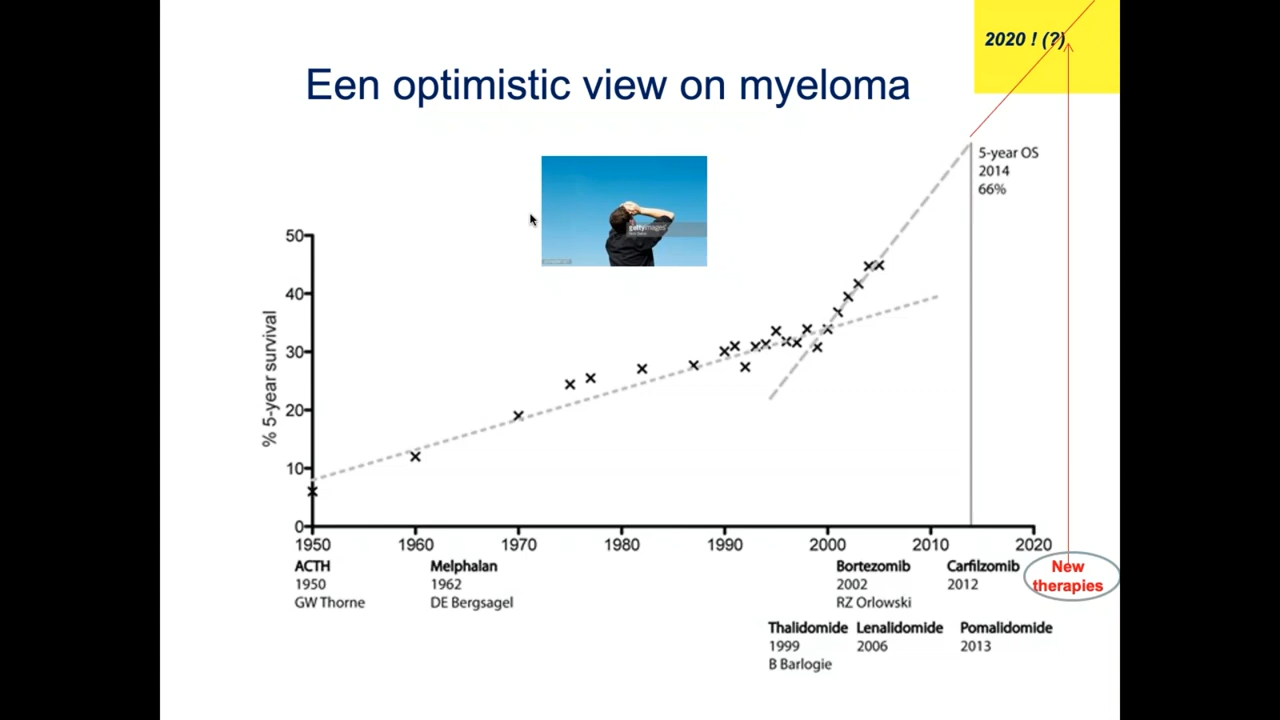 2020 ! (?)
Een optimistic view on myeloma
5-year OS
2014
66%
gettyimages
% 5-year survival
50
40
30
20
10
0
1950 1960 1970 1980 1990 2000 2010 2020
ACTH
1950
GW Thorne
Melphalan
1962
DE Bergsagel
Bortezomib
2002
RZ Orlowski
Carfilzomib
2012
New
therapies
Thalidomide
1999
B Barlogie
Lenalidomide
2006
Pomalidomide
2013